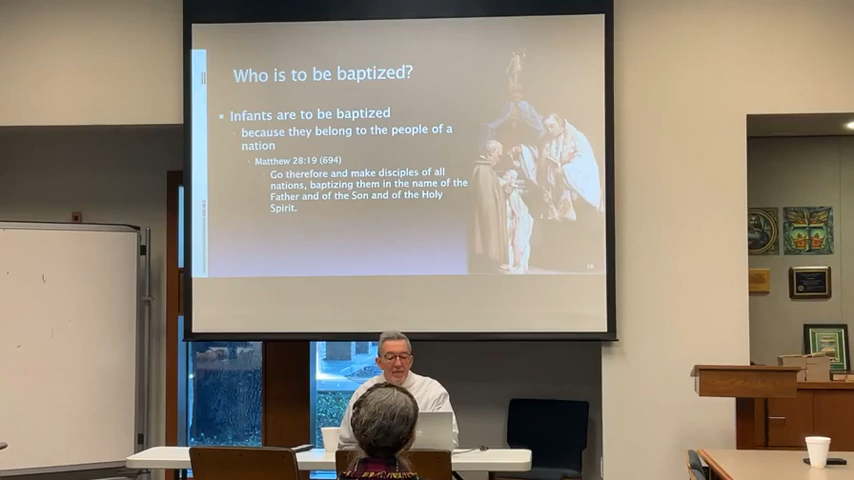 Who is to be baptized?
Infants are to be baptized
because they belong to the people of a
nation
Matthew 28:19 (694)
Go therefore and make disciples of all
nations, baptizing them in the name of the
Father and of the Son and of the Holy
Spirit.